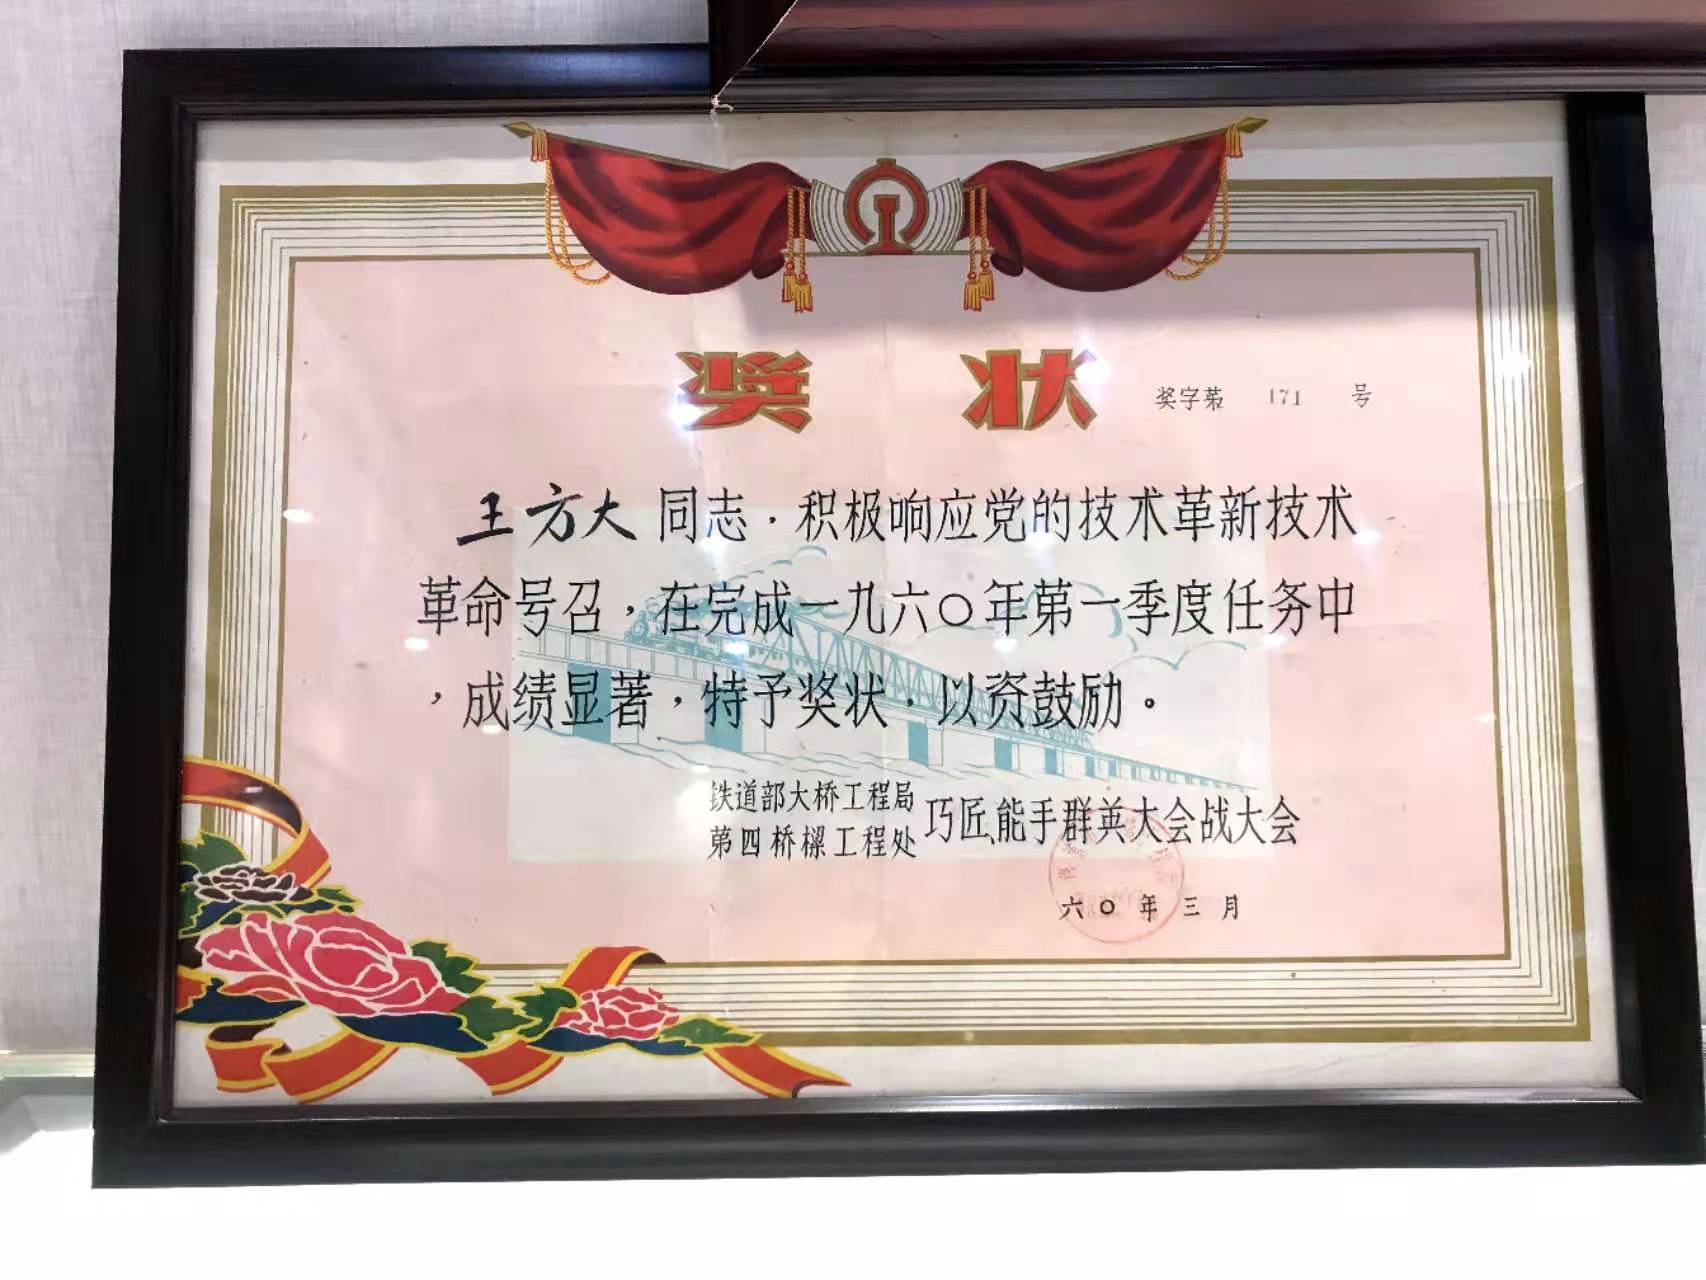 奖状
奖字第 171 号
王方大同志，积极响应党的技术革新技术
革命号召，在完成一九六〇年第一季度任务中
，成绩显著，特予奖状，以资鼓励。
铁道部大桥工程局
第四桥梁工程处
巧匠、能手群英大会战大会
六〇年三月